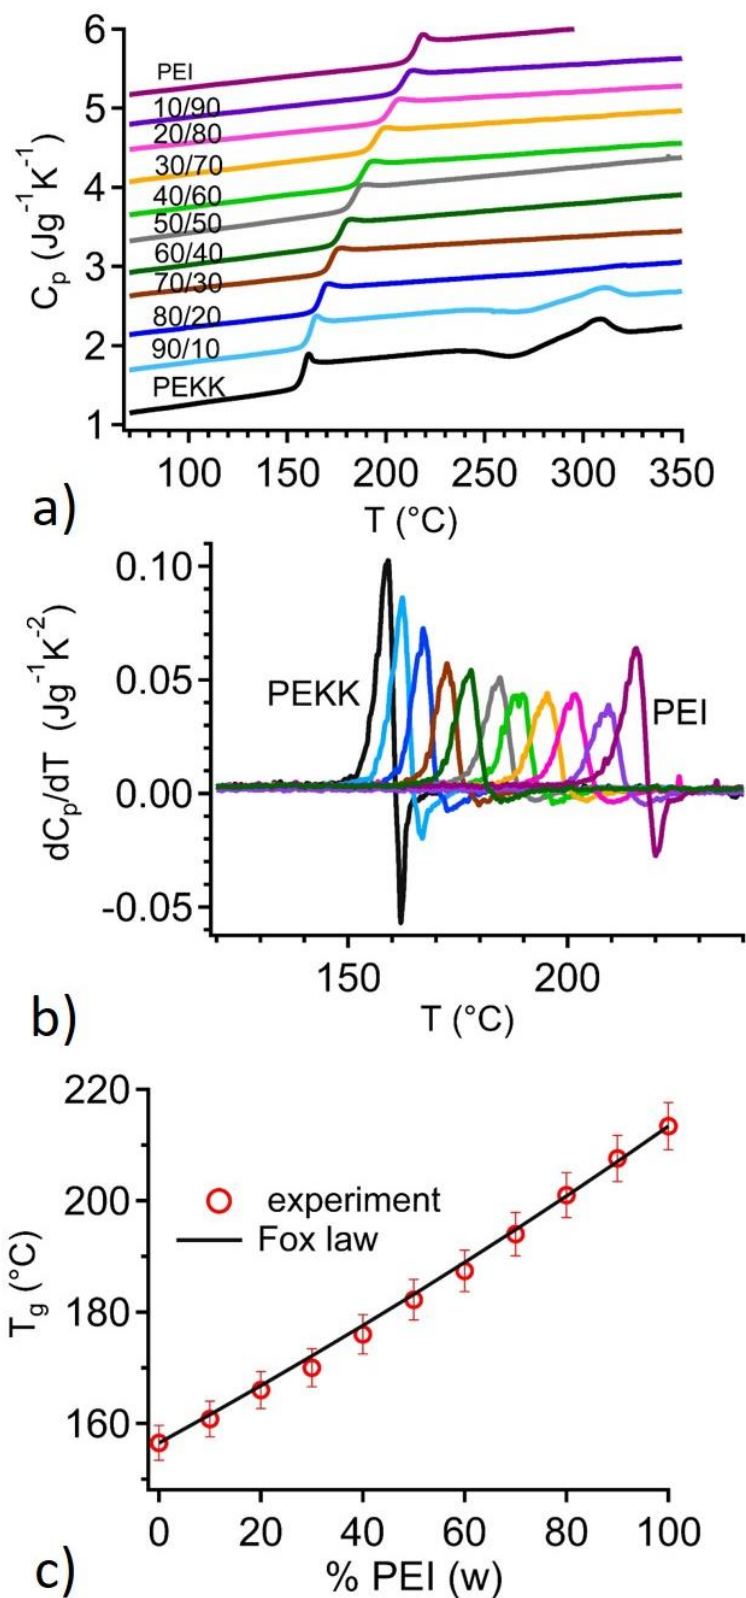 6
5
4
3
2
1
Cp (Jg⁻¹K⁻¹)
PEI
10/90
20/80
30/70
40/60
50/50
60/40
70/30
80/20
90/10
PEKK
100 150 200 250 300 350
T (°C)
a)
0.10
0.05
0.00
-0.05
dCp/dT (Jg⁻¹K⁻²)
PEKK
PEI
150 200
T (°C)
b)
220
200
180
160
Tg (°C)
experiment
Fox law
0 20 40 60 80 100
% PEI (w)
c)